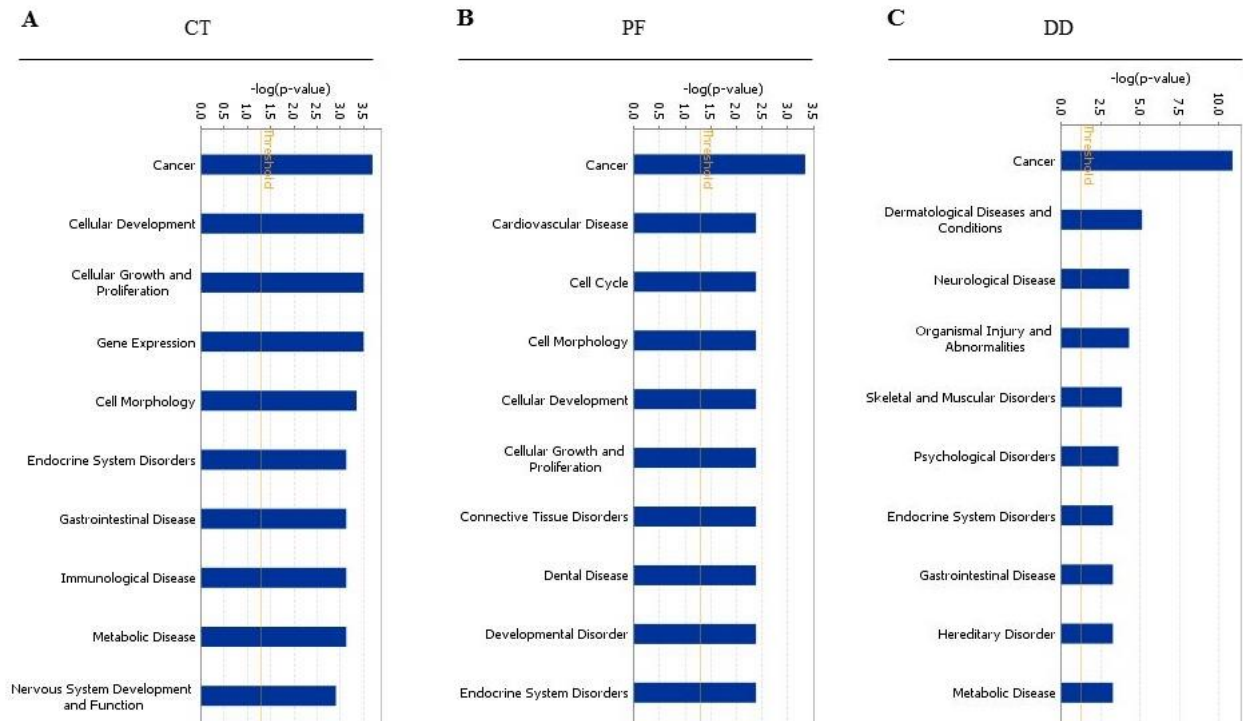 A
CT
-log(p-value)
0.0 0.5 1.0 1.5 2.0 2.5 3.0 3.5
Threshold
Cancer
Cellular Development
Cellular Growth and
Proliferation
Gene Expression
Cell Morphology
Endocrine System Disorders
Gastrointestinal Disease
Immunological Disease
Metabolic Disease
Nervous System Development
and Function
B
PF
-log(p-value)
0.0 0.5 1.0 1.5 2.0 2.5 3.0 3.5
Threshold
Cancer
Cardiovascular Disease
Cell Cycle
Cell Morphology
Cellular Development
Cellular Growth and
Proliferation
Connective Tissue Disorders
Dental Disease
Developmental Disorder
Endocrine System Disorders
C
DD
-log(p-value)
0.0 2.5 7.5 10.0
Threshold
Cancer
Dermatological Diseases and
Conditions
Neurological Disease
Organismal Injury and
Abnormalities
Skeletal and Muscular Disorders
Psychological Disorders
Endocrine System Disorders
Gastrointestinal Disease
Hereditary Disorder
Metabolic Disease